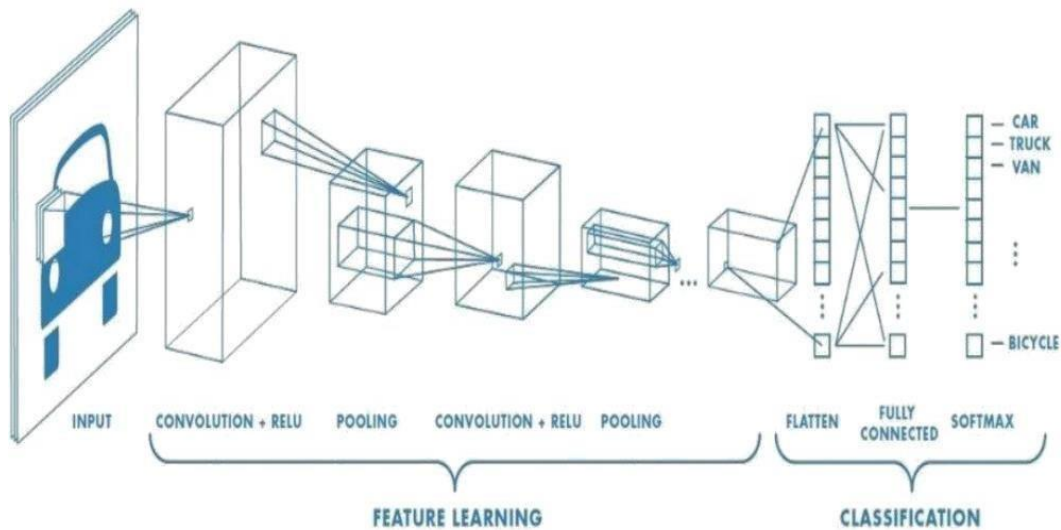 CAR
TRUCK
VAN
BICYCLE
INPUT CONVOLUTION + RELU POOLING CONVOLUTION + RELU POOLING FLATTEN FULLY CONNECTED SOFTMAX
FEATURE LEARNING CLASSIFICATION